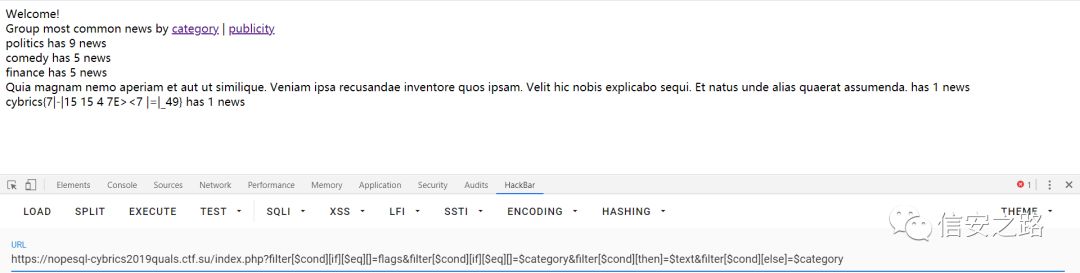 Welcome!
Group most common news by category | publicity
politics has 9 news
comedy has 5 news
finance has 5 news
Quia magnam nemo aperiam et aut ut similique. Veniam ipsa recusandae inventore quos ipsam. Velit hic nobis explicabo sequi. Et natus unde alias quaerat assumenda. has 1 news
cybrics{7|-|15 15 4 7E><7 |=|_49} has 1 news
Elements Console Sources Network Performance Memory Application Security Audits HackBar 1
LOAD SPLIT EXECUTE TEST SQLI XSS LFI SSTI ENCODING HASHING THEME
信安之路
URL
https://nopesql-cybrics2019quals.ctf.su/index.php?filter[$cond][if][$eq][]=flags&filter[$cond][if][$eq][]=$category&filter[$cond][then]=$text&filter[$cond][else]=$category